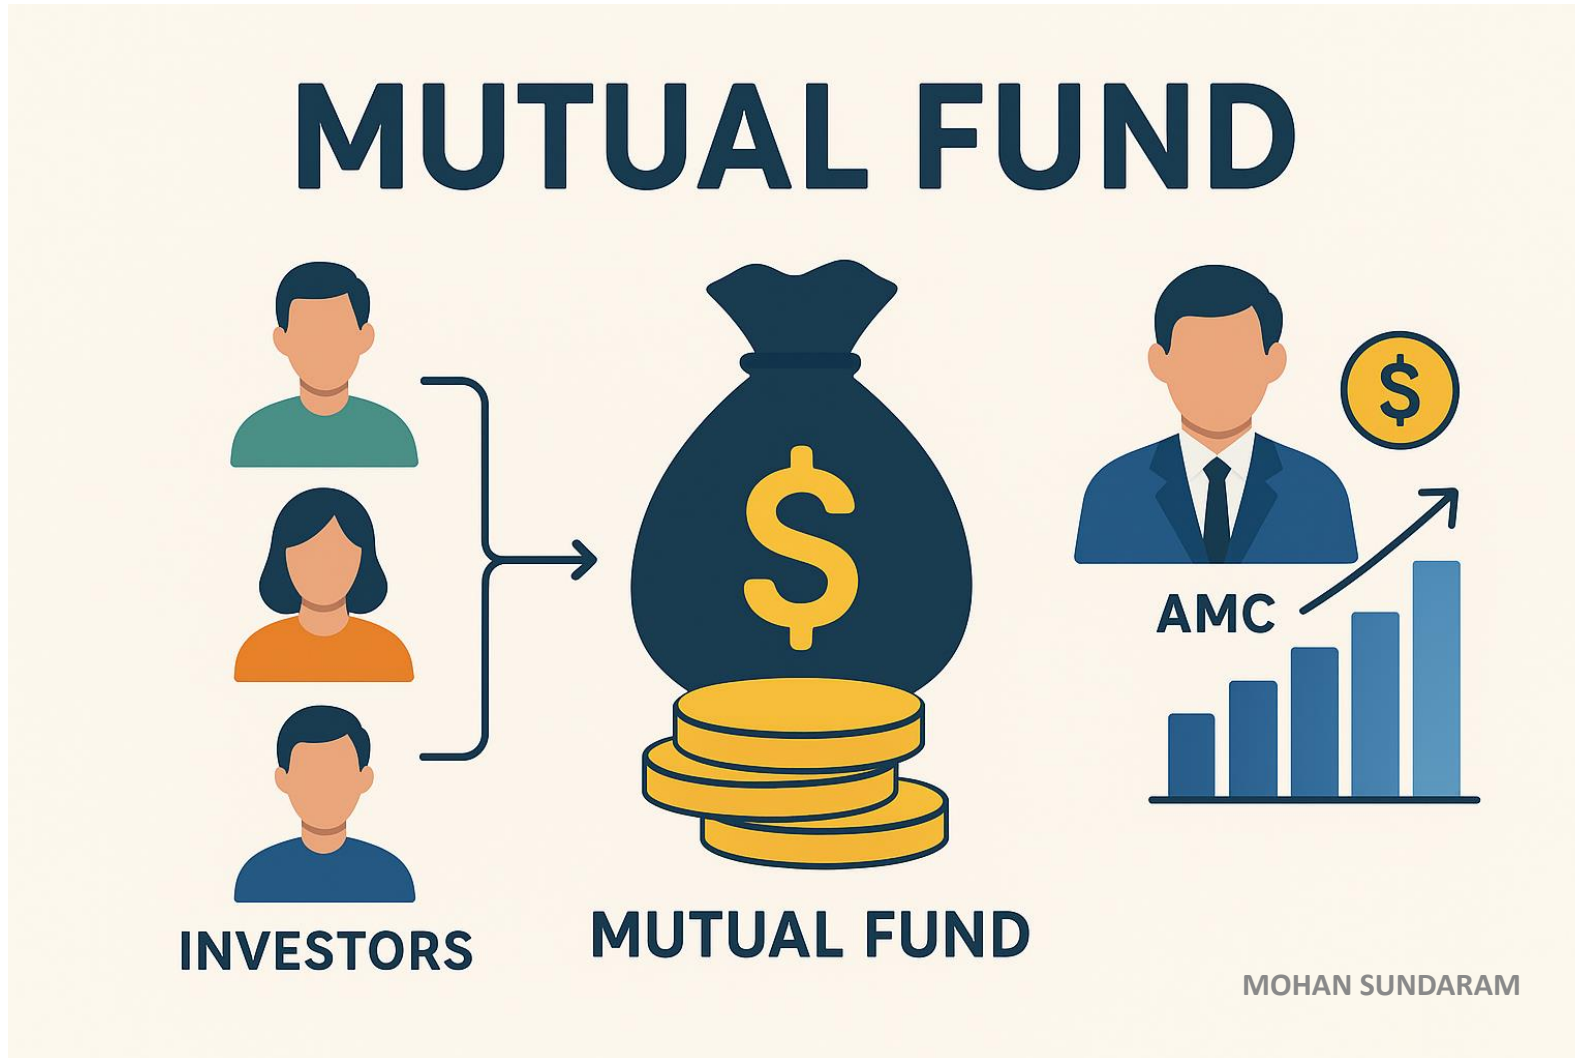 MUTUAL FUND
$
$
AMC
INVESTORS
MUTUAL FUND
MOHAN SUNDARAM